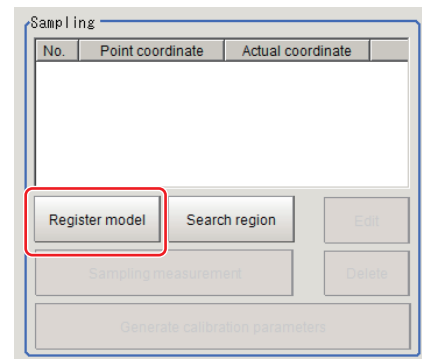 Sampling
No. Point coordinate Actual coordinate
Register model Search region Edit
Sampling measurement Delete
Generate calibration parameters